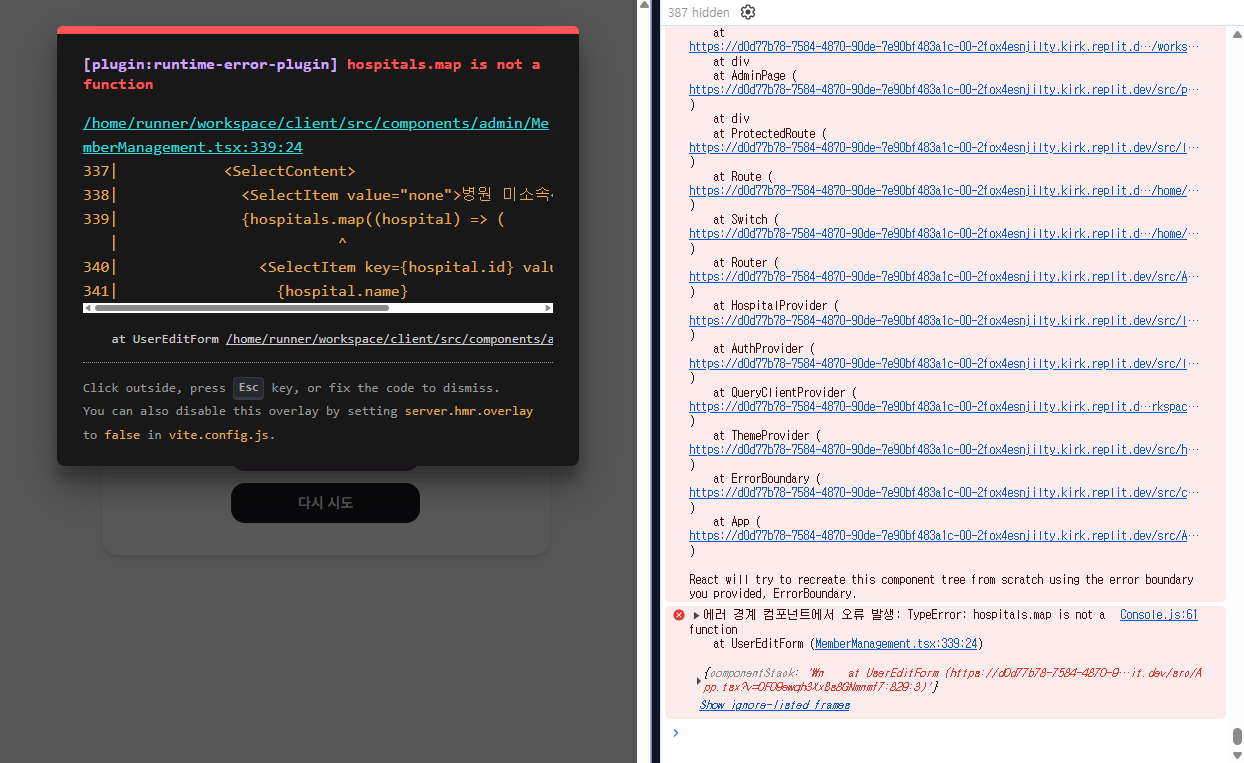 [plugin:runtime-error-plugin] hospitals.map is not a
function
/home/runner/workspace/client/src/components/admin/Me
mberManagement.tsx:339:24
337|            <SelectContent>
338|              <SelectItem value="none">병원 미소속
339|              {hospitals.map((hospital) => (
   |                         ^
340|                <SelectItem key={hospital.id} valu
341|                  {hospital.name}
at UserEditForm /home/runner/workspace/client/src/components/a
Click outside, press Esc key, or fix the code to dismiss.
You can also disable this overlay by setting server.hmr.overlay
to false in vite.config.js.
다시 시도
387 hidden
at
https://d0d77b78-7584-4870-90de-7e90bf483a1c-00-2fox4esnjilty.kirk.replit.d…/works…
at div
at AdminPage (
https://d0d77b78-7584-4870-90de-7e90bf483a1c-00-2fox4esnjilty.kirk.replit.dev/src/p…
)
at div
at ProtectedRoute (
https://d0d77b78-7584-4870-90de-7e90bf483a1c-00-2fox4esnjilty.kirk.replit.dev/src/l…
)
at Route (
https://d0d77b78-7584-4870-90de-7e90bf483a1c-00-2fox4esnjilty.kirk.replit.d…/home/…
)
at Switch (
https://d0d77b78-7584-4870-90de-7e90bf483a1c-00-2fox4esnjilty.kirk.replit.d…/home/…
)
at Router (
https://d0d77b78-7584-4870-90de-7e90bf483a1c-00-2fox4esnjilty.kirk.replit.dev/src/A…
)
at HospitalProvider (
https://d0d77b78-7584-4870-90de-7e90bf483a1c-00-2fox4esnjilty.kirk.replit.dev/src/l…
)
at AuthProvider (
https://d0d77b78-7584-4870-90de-7e90bf483a1c-00-2fox4esnjilty.kirk.replit.dev/src/l…
)
at QueryClientProvider (
https://d0d77b78-7584-4870-90de-7e90bf483a1c-00-2fox4esnjilty.kirk.replit.d…rkspac…
)
at ThemeProvider (
https://d0d77b78-7584-4870-90de-7e90bf483a1c-00-2fox4esnjilty.kirk.replit.dev/src/h…
)
at ErrorBoundary (
https://d0d77b78-7584-4870-90de-7e90bf483a1c-00-2fox4esnjilty.kirk.replit.dev/src/c…
)
at App (
https://d0d77b78-7584-4870-90de-7e90bf483a1c-00-2fox4esnjilty.kirk.replit.dev/src/A…
)
React will try to recreate this component tree from scratch using the error boundary
you provided, ErrorBoundary.
에러 경계 컴포넌트에서 오류 발생: TypeError: hospitals.map is not a Console.js:61
function
at UserEditForm (MemberManagement.tsx:339:24)
{componentStack: '₩n    at UserEditForm (https://d0d77b78-7584-4870-9…it.dev/src/A
Show ignore-listed frames